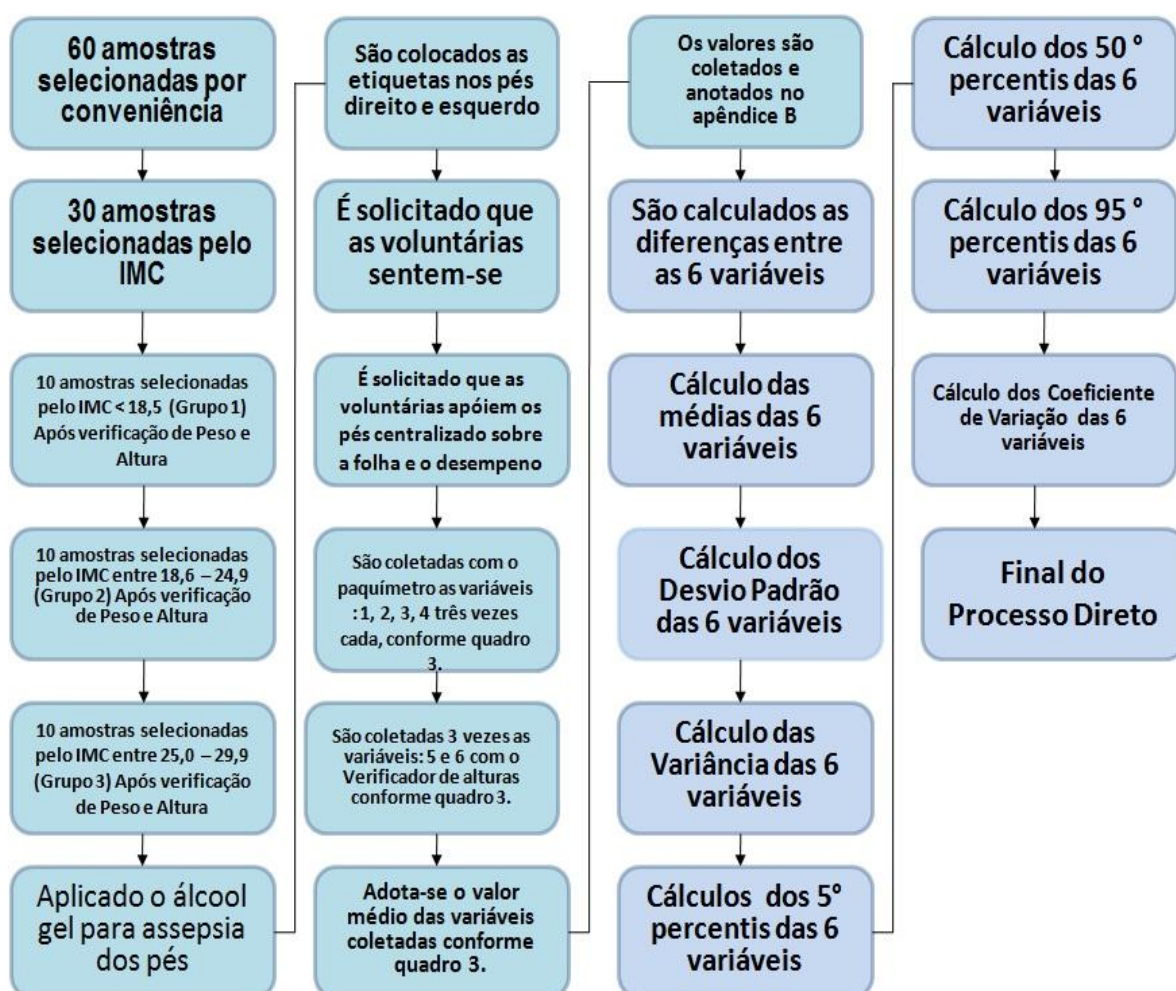 60 amostras
selecionadas por
conveniência
30 amostras
selecionadas pelo
IMC
10 amostras selecionadas
pelo IMC < 18,5 (Grupo 1)
Após verificação de Peso e
Altura
10 amostras selecionadas
pelo IMC entre 18,6 – 24,9
(Grupo 2) Após verificação
de Peso e Altura
10 amostras selecionadas
pelo IMC entre 25,0 – 29,9
(Grupo 3) Após verificação
de Peso e Altura
Aplicado o álcool
gel para assepsia
dos pés
São colocados as
etiquetas nos pés
direito e esquerdo
É solicitado que
as voluntárias
sentem-se
É solicitado que as
voluntárias apóiem os
pés centralizado sobre
a folha e o desempeno
São coletadas com o
paquímetro as variáveis
: 1, 2, 3, 4 três vezes
cada, conforme quadro
3.
São coletadas 3 vezes as
variáveis: 5 e 6 com o
Verificador de alturas
conforme quadro 3.
Adota-se o valor
médio das variáveis
coletadas conforme
quadro 3.
Os valores são
coletados e
anotados no
apêndice B
São calculados as
diferenças entre
as 6 variáveis
Cálculo das
médias das 6
variáveis
Cálculo dos
Desvio Padrão
das 6 variáveis
Cálculo das
Variância das 6
variáveis
Cálculos dos 5º
percentis das 6
variáveis
Cálculo dos 50 º
percentis das 6
variáveis
Cálculo dos 95 º
percentis das 6
variáveis
Cálculo dos Coeficiente
de Variação das 6
variáveis
Final do
Processo Direto